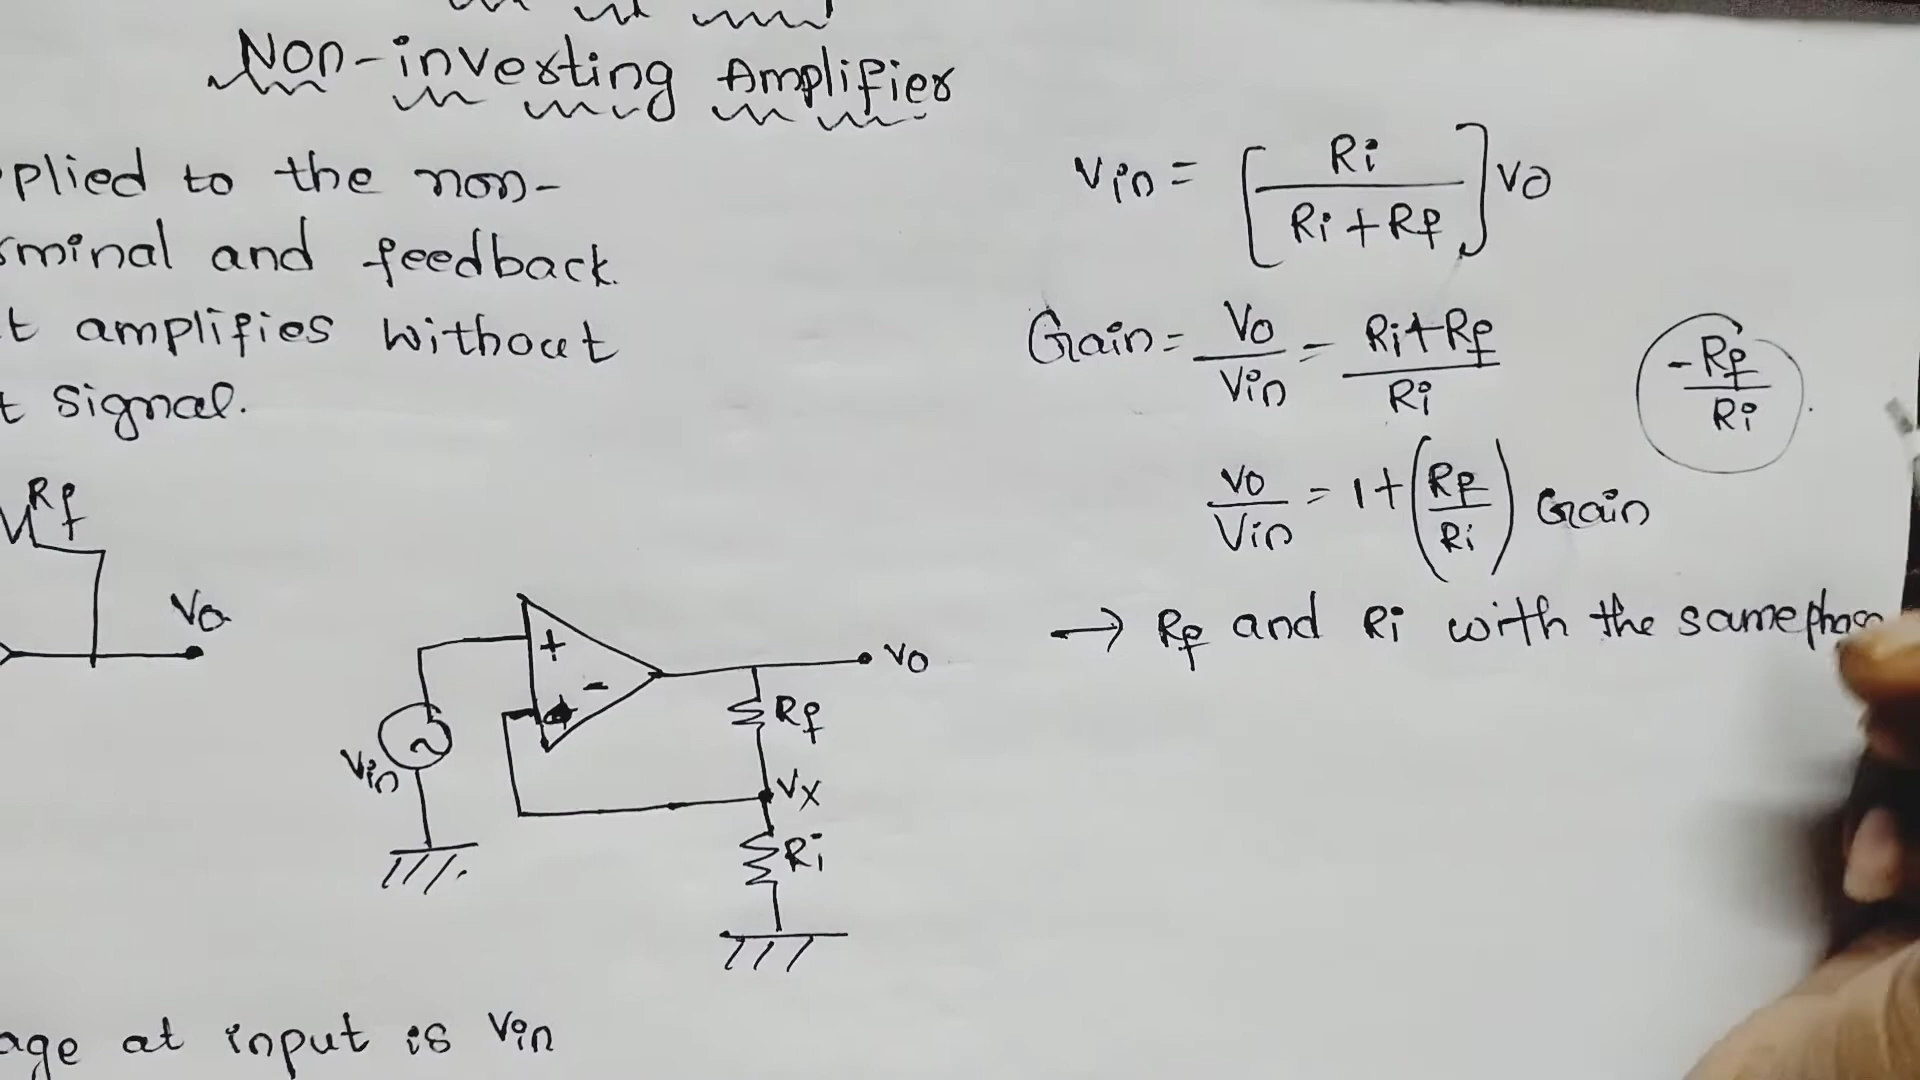 Non-inverting Amplifier
plied to the non-
rminal and feedback.
t amplifies without
t signal.
Rf
Vo
+
-
Vo
Rf
Vin
Vx
Ri
age at input is Vin
Vin = [Ri / Ri + Rf] Vo
Gain = Vo / Vin = Ri + Rf / Ri
-Rf / Ri
Vo / Vin = 1 + (Rf / Ri) Gain
→ Rf and Ri with the same phase